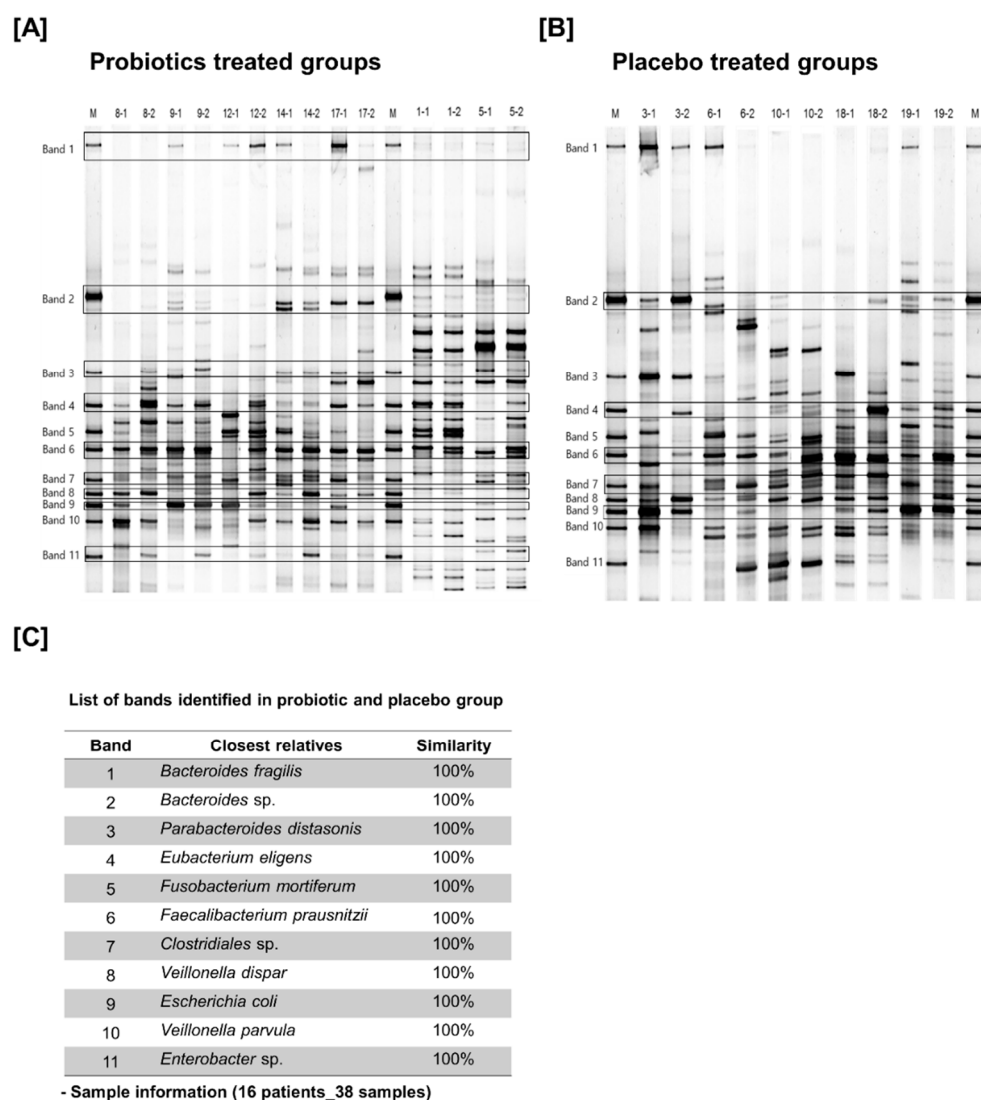 [A]
Probiotics treated groups
M 8-1 8-2 9-1 9-2 12-1 12-2 14-1 14-2 17-1 17-2 M 1-1 1-2 5-1 5-2
Band 1
Band 2
Band 3
Band 4
Band 5
Band 6
Band 7
Band 8
Band 9
Band 10
Band 11
[B]
Placebo treated groups
M 3-1 3-2 6-1 6-2 10-1 10-2 18-1 18-2 19-1 19-2 M
Band 1
Band 2
Band 3
Band 4
Band 5
Band 6
Band 7
Band 8
Band 9
Band 10
Band 11
[C]
List of bands identified in probiotic and placebo group
Band Closest relatives Similarity
1 Bacteroides fragilis 100%
2 Bacteroides sp. 100%
3 Parabacteroides distasonis 100%
4 Eubacterium eligens 100%
5 Fusobacterium mortiferum 100%
6 Faecalibacterium prausnitzii 100%
7 Clostridiales sp. 100%
8 Veillonella dispar 100%
9 Escherichia coli 100%
10 Veillonella parvula 100%
11 Enterobacter sp. 100%
- Sample information (16 patients_38 samples)